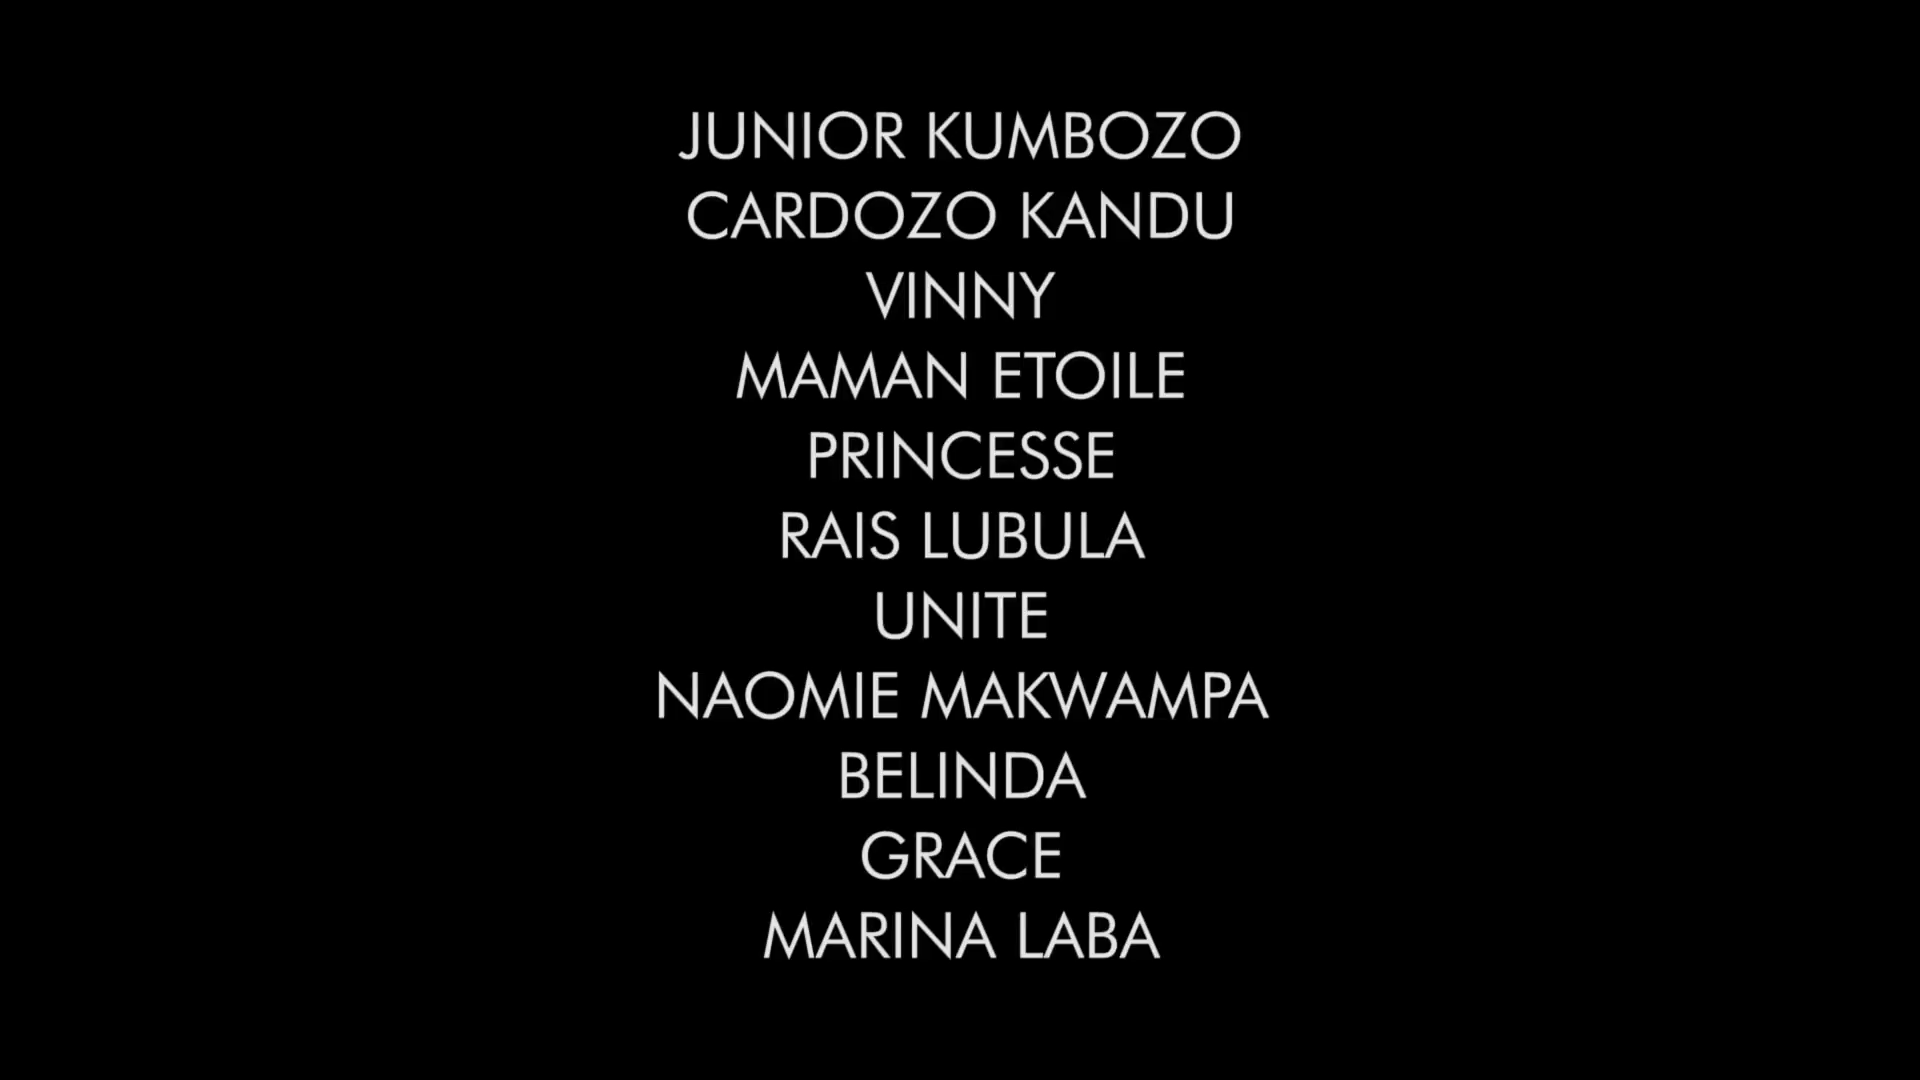 JUNIOR KUMBOZO
CARDOZO KANDU
VINNY
MAMAN ETOILE
PRINCESSE
RAIS LUBULA
UNITE
NAOMIE MAKWAMPA
BELINDA
GRACE
MARINA LABA